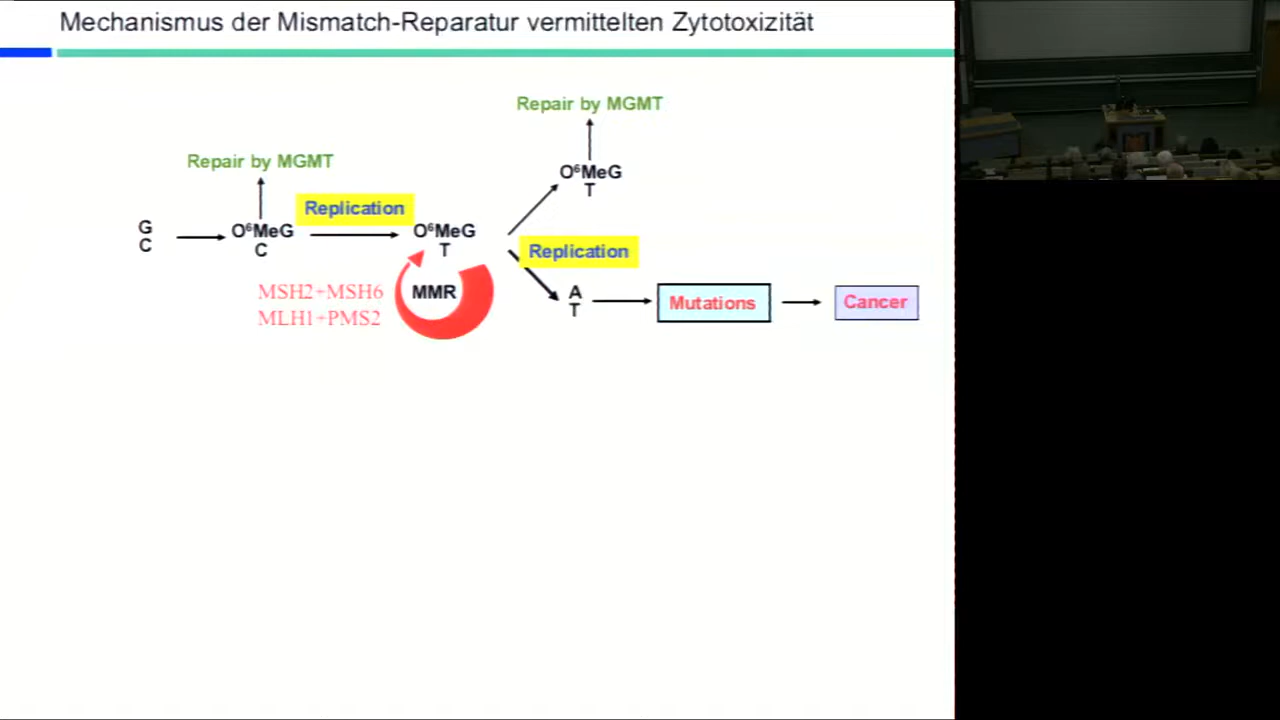 Mechanismus der Mismatch-Reparatur vermittelten Zytotoxizität
Repair by MGMT
Repair by MGMT
O⁶MeG
T
Replication
G
C
O⁶MeG
C
O⁶MeG
T
Replication
MSH2+MSH6
MLH1+PMS2
MMR
A
T
Mutations
Cancer